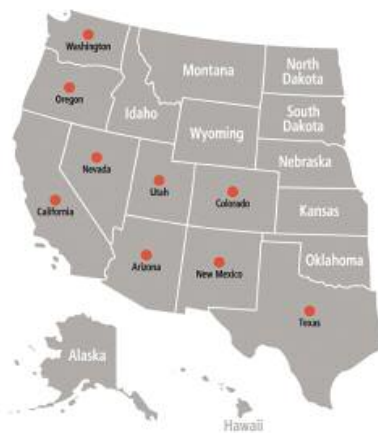 Washington
Montana
North
Dakota
Oregon
Idaho
South
Dakota
Wyoming
Nevada
Nebraska
Utah
Colorado
California
Kansas
Arizona
New Mexico
Oklahoma
Texas
Alaska
Hawaii